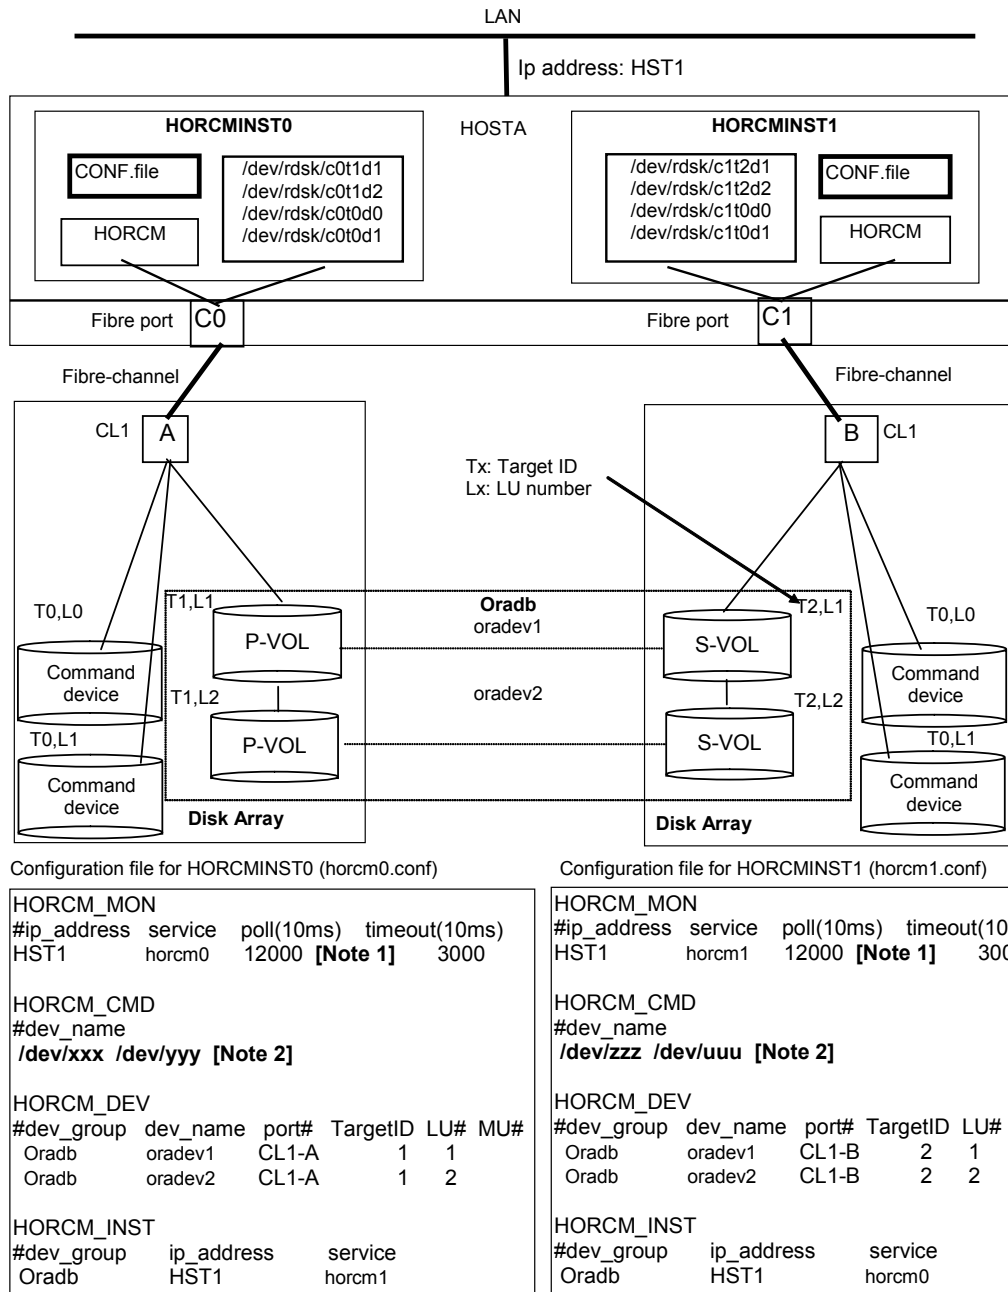 LAN
Ip address: HST1
HORCMINST0
HOSTA
HORCMINST1
CONF.file
/dev/rdsk/c0t1d1
/dev/rdsk/c0t1d2
/dev/rdsk/c0t0d0
/dev/rdsk/c0t0d1
HORCM
/dev/rdsk/c1t2d1
/dev/rdsk/c1t2d2
/dev/rdsk/c1t0d0
/dev/rdsk/c1t0d1
CONF.file
HORCM
Fibre port
C0
Fibre port
C1
Fibre-channel
Fibre-channel
CL1
A
B
CL1
Tx: Target ID
Lx: LU number
T0,L0
T1,L1
Oradb
oradev1
T2,L1
T0,L0
P-VOL
S-VOL
Command
device
Command
device
T1,L2
oradev2
T2,L2
T0,L1
T0,L1
P-VOL
S-VOL
Command
device
Command
device
Disk Array
Disk Array
Configuration file for HORCMINST0 (horcm0.conf)
HORCM_MON
#ip_address service poll(10ms) timeout(10ms)
HST1 horcm0 12000 [Note 1] 3000
HORCM_CMD
#dev_name
/dev/xxx /dev/yyy [Note 2]
HORCM_DEV
#dev_group dev_name port# TargetID LU# MU#
Oradb oradev1 CL1-A 1 1
Oradb oradev2 CL1-A 1 2
HORCM_INST
#dev_group ip_address service
Oradb HST1 horcm1
Configuration file for HORCMINST1 (horcm1.conf)
HORCM_MON
#ip_address service poll(10ms) timeout(10
HST1 horcm1 12000 [Note 1] 300
HORCM_CMD
#dev_name
/dev/zzz /dev/uuu [Note 2]
HORCM_DEV
#dev_group dev_name port# TargetID LU#
Oradb oradev1 CL1-B 2 1
Oradb oradev2 CL1-B 2 2
HORCM_INST
#dev_group ip_address service
Oradb HST1 horcm0